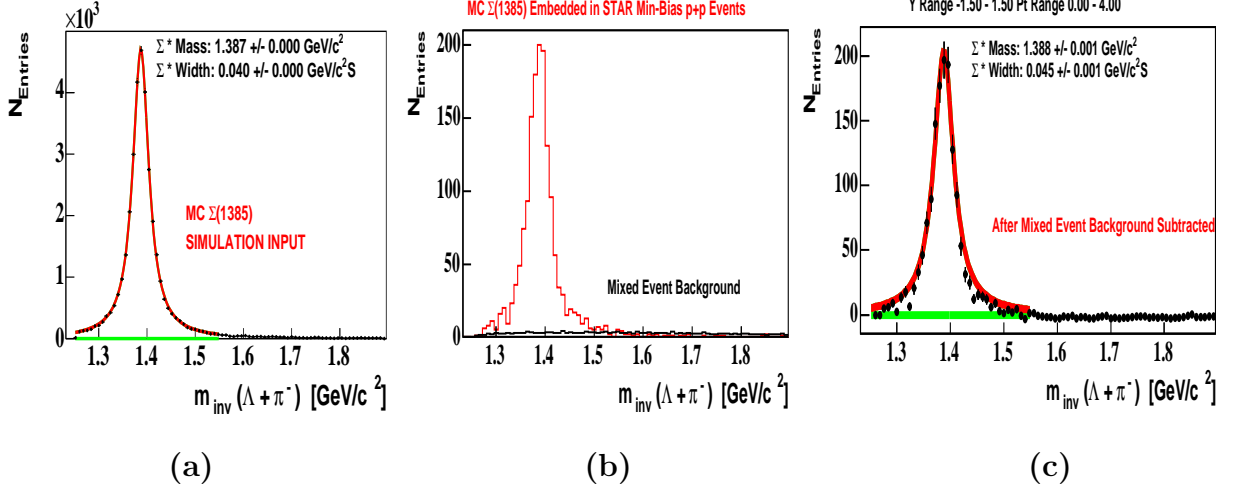 ×10³
N Entries
Σ* Mass: 1.387 +/- 0.000 GeV/c²
Σ* Width: 0.040 +/- 0.000 GeV/c²S
4
3
2
1
0
MC Σ(1385)
SIMULATION INPUT
1.3 1.4 1.5 1.6 1.7 1.8
m inv (Λ + π⁻) [GeV/c ²]
(a)
MC Σ(1385) Embedded in STAR Min-Bias p+p Events
N Entries
200
150
100
50
0
Mixed Event Background
1.3 1.4 1.5 1.6 1.7 1.8
m inv (Λ + π⁻) [GeV/c ²]
(b)
Y Range -1.50 - 1.50 Pt Range 0.00 - 4.00
N Entries
Σ* Mass: 1.388 +/- 0.001 GeV/c²
Σ* Width: 0.045 +/- 0.001 GeV/c²S
200
150
100
50
0
After Mixed Event Background Subtracted
1.3 1.4 1.5 1.6 1.7 1.8
m inv (Λ + π⁻) [GeV/c ²]
(c)